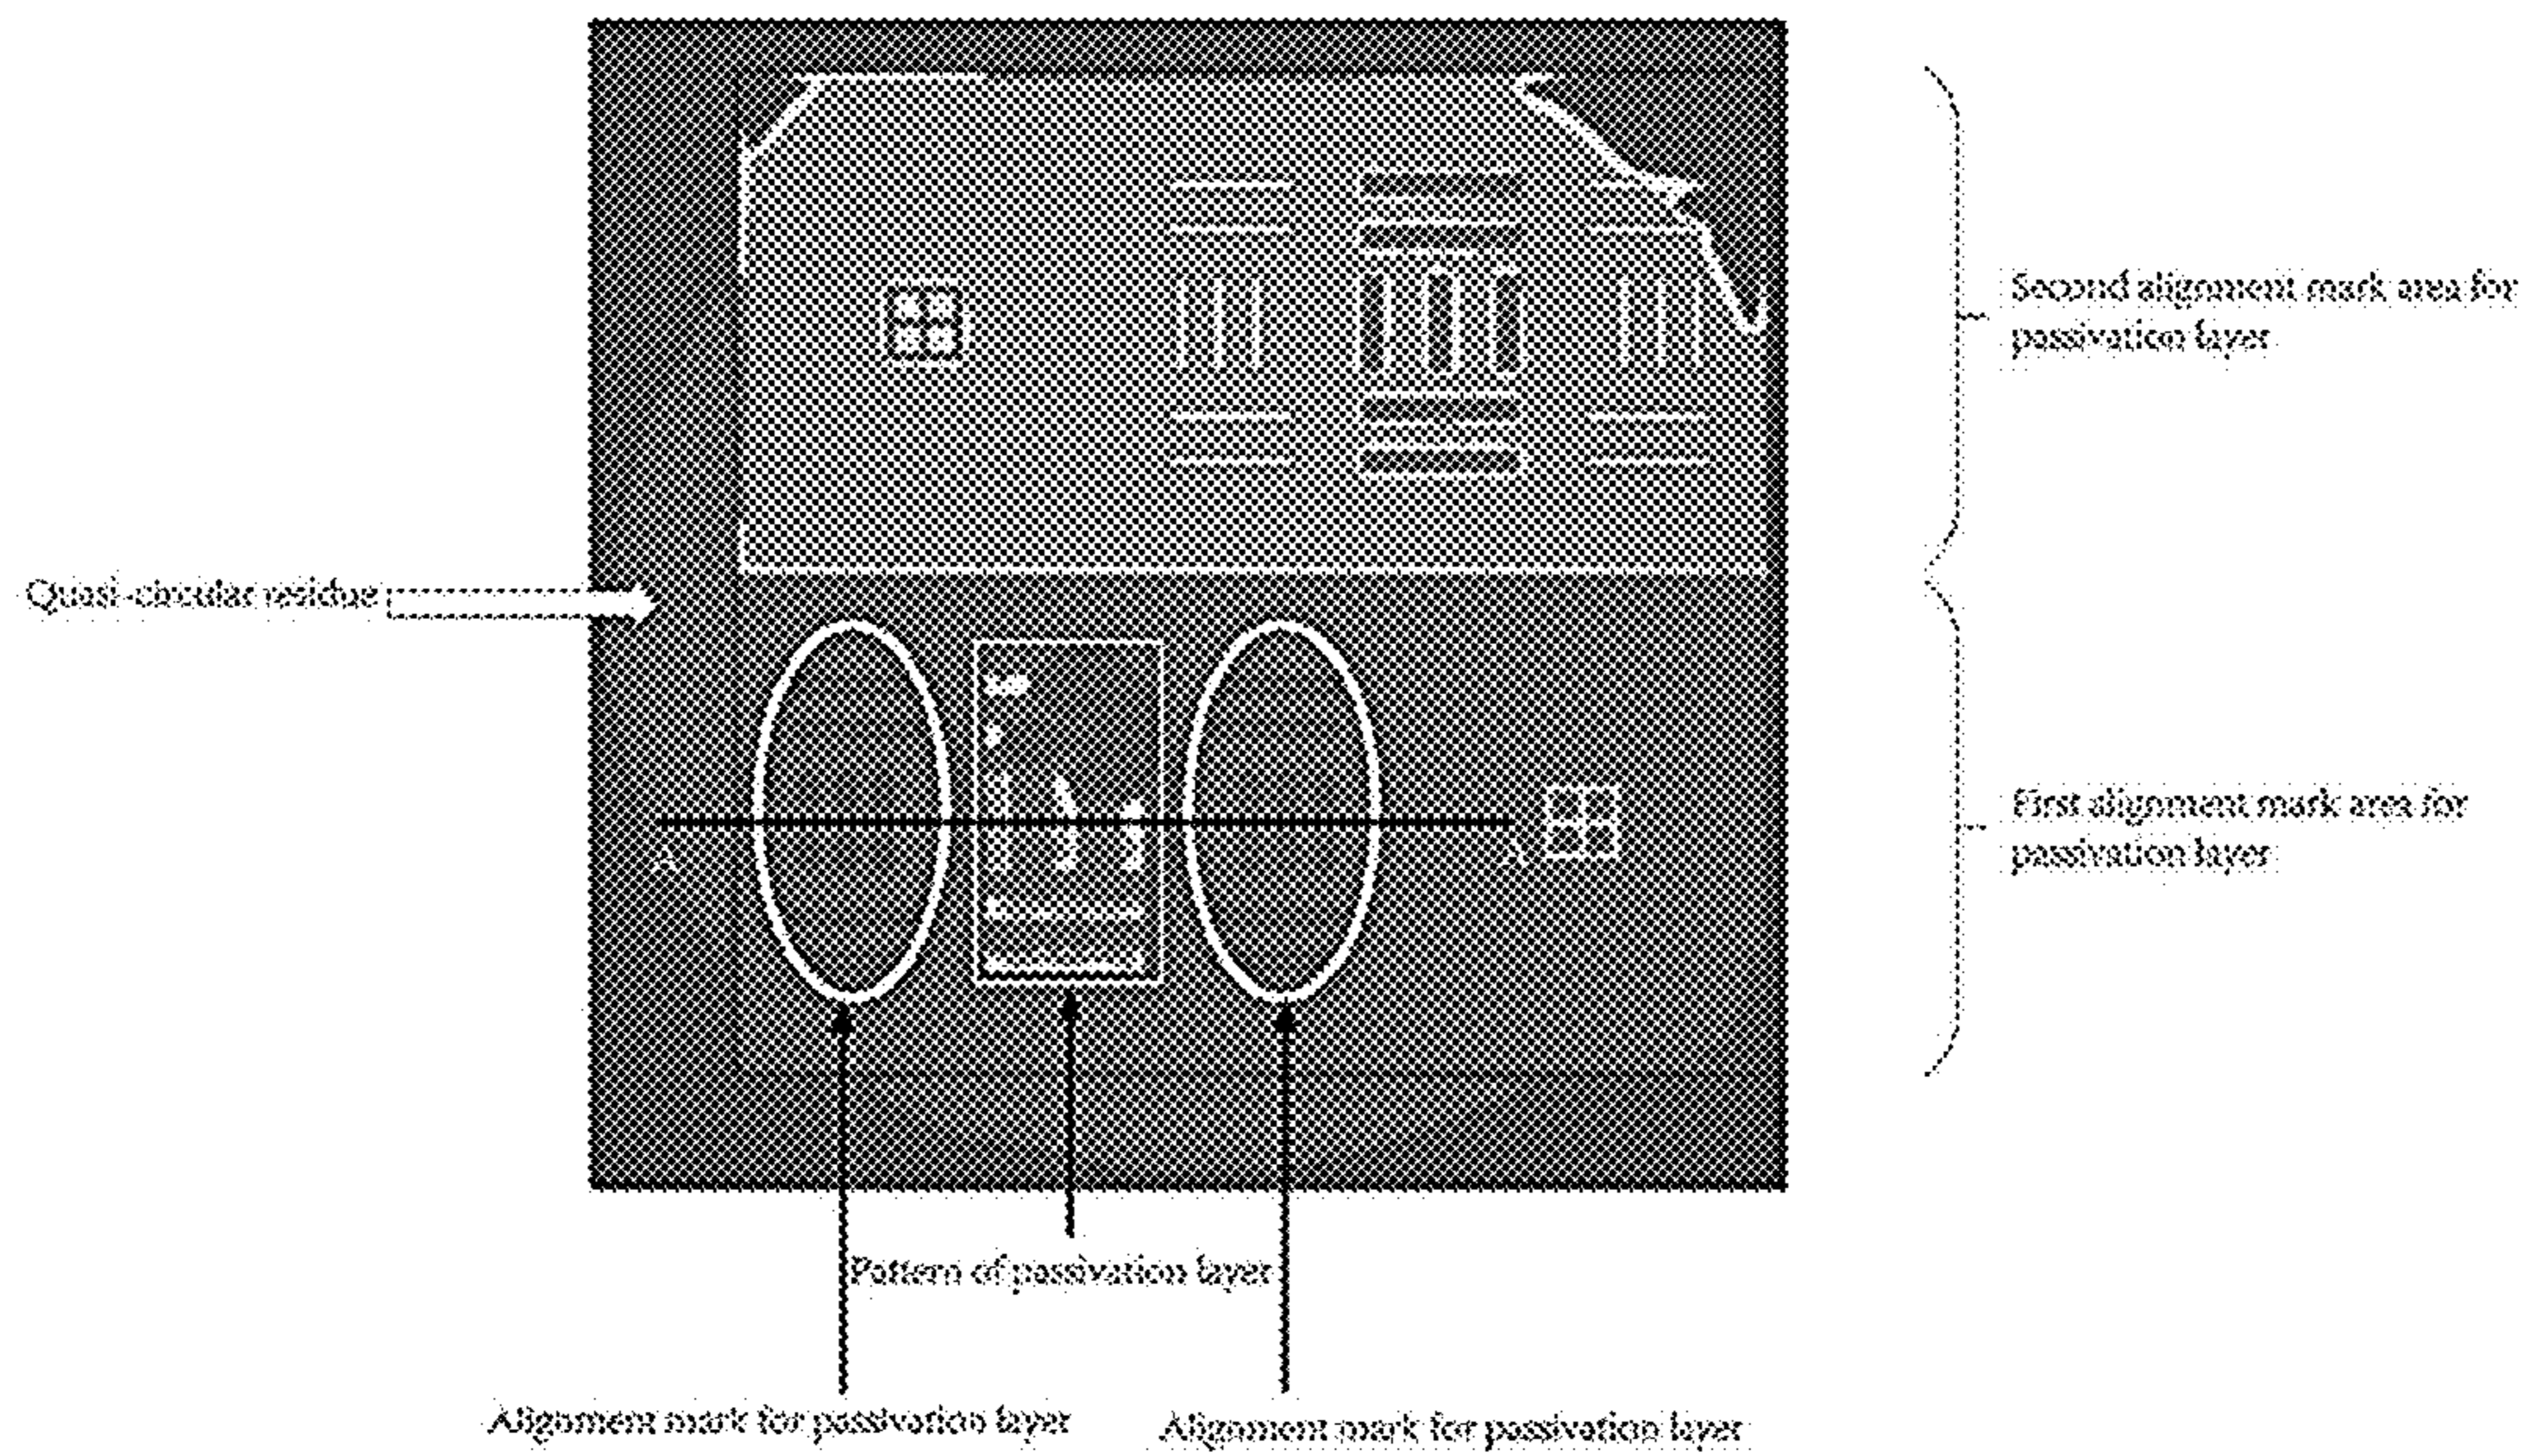 Second alignment mark area for
passivation layer
Quasi-circular residue
A
First alignment mark area for
passivation layer
Pattern of passivation layer
Alignment mark for passivation layer
Alignment mark for passivation layer